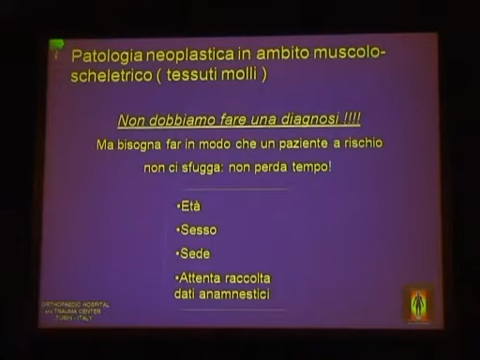 Patologia neoplastica in ambito muscolo-
scheletrico ( tessuti molli )
Non dobbiamo fare una diagnosi !!!!
Ma bisogna far in modo che un paziente a rischio
non ci sfugga: non perda tempo!
•Età
•Sesso
•Sede
•Attenta raccolta
dati anamnestici
ORTHOPAEDIC HOSPITAL
AND TRAUMA CENTER
TURIN - ITALY